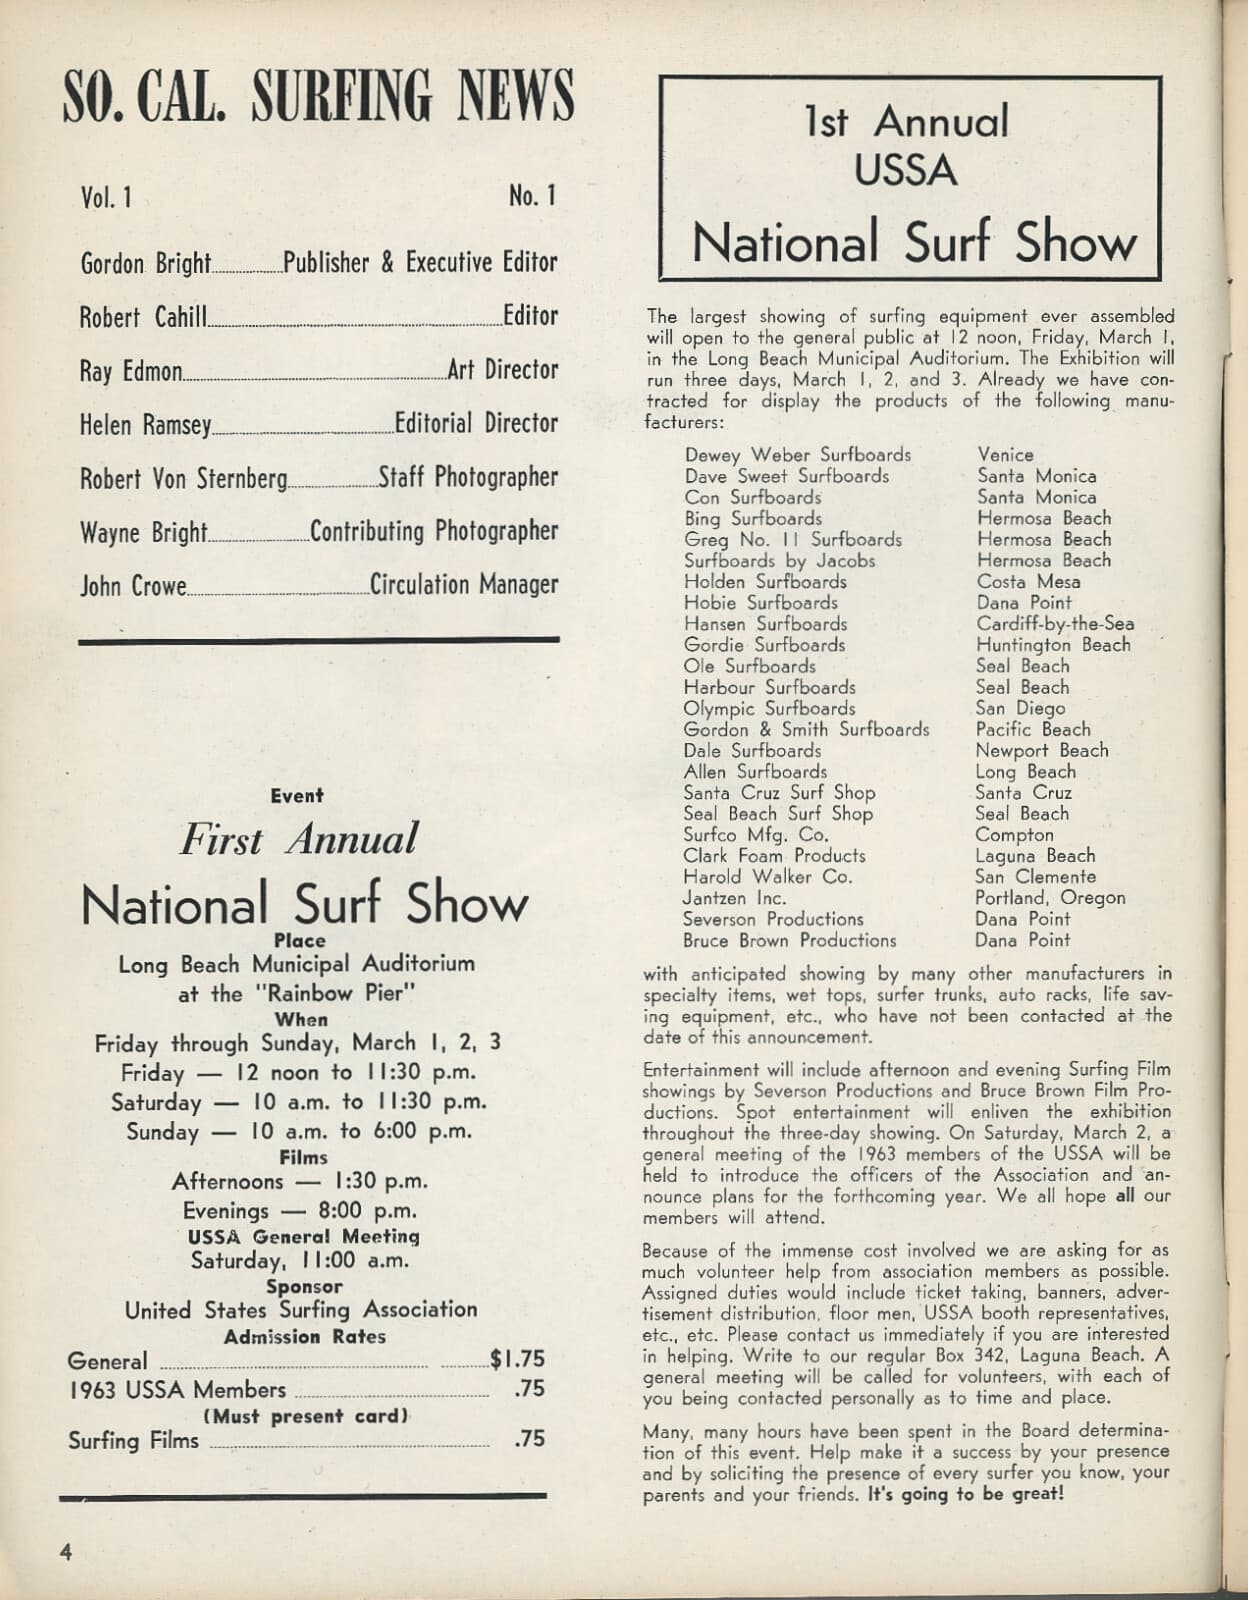 SO. CAL. SURFING NEWS
Vol. 1 No. 1
Gordon Bright Publisher & Executive Editor
Robert Cahill Editor
Ray Edmon Art Director
Helen Ramsey Editorial Director
Robert Von Sternberg Staff Photographer
Wayne Bright Contributing Photographer
John Crowe Circulation Manager
Event
First Annual
National Surf Show
Place
Long Beach Municipal Auditorium
at the "Rainbow Pier"
When
Friday through Sunday, March 1, 2, 3
Friday — 12 noon to 11:30 p.m.
Saturday — 10 a.m. to 11:30 p.m.
Sunday — 10 a.m. to 6:00 p.m.
Films
Afternoons — 1:30 p.m.
Evenings — 8:00 p.m.
USSA General Meeting
Saturday, 11:00 a.m.
Sponsor
United States Surfing Association
Admission Rates
General $1.75
1963 USSA Members .75
(Must present card)
Surfing Films .75
4
1st Annual
USSA
National Surf Show
The largest showing of surfing equipment ever assembled
will open to the general public at 12 noon, Friday, March 1,
in the Long Beach Municipal Auditorium. The Exhibition will
run three days, March 1, 2, and 3. Already we have con-
tracted for display the products of the following manu-
facturers:
Dewey Weber Surfboards Venice
Dave Sweet Surfboards Santa Monica
Con Surfboards Santa Monica
Bing Surfboards Hermosa Beach
Greg No. 11 Surfboards Hermosa Beach
Surfboards by Jacobs Hermosa Beach
Holden Surfboards Costa Mesa
Hobie Surfboards Dana Point
Hansen Surfboards Cardiff-by-the-Sea
Gordie Surfboards Huntington Beach
Ole Surfboards Seal Beach
Harbour Surfboards Seal Beach
Olympic Surfboards San Diego
Gordon & Smith Surfboards Pacific Beach
Dale Surfboards Newport Beach
Allen Surfboards Long Beach
Santa Cruz Surf Shop Santa Cruz
Seal Beach Surf Shop Seal Beach
Surfco Mfg. Co. Compton
Clark Foam Products Laguna Beach
Harold Walker Co. San Clemente
Jantzen Inc. Portland, Oregon
Severson Productions Dana Point
Bruce Brown Productions Dana Point
with anticipated showing by many other manufacturers in
specialty items, wet tops, surfer trunks, auto racks, life sav-
ing equipment, etc., who have not been contacted at the
date of this announcement.
Entertainment will include afternoon and evening Surfing Film
showings by Severson Productions and Bruce Brown Film Pro-
ductions. Spot entertainment will enliven the exhibition
throughout the three-day showing. On Saturday, March 2, a
general meeting of the 1963 members of the USSA will be
held to introduce the officers of the Association and an-
nounce plans for the forthcoming year. We all hope all our
members will attend.
Because of the immense cost involved we are asking for as
much volunteer help from association members as possible.
Assigned duties would include ticket taking, banners, adver-
tisement distribution, floor men, USSA booth representatives,
etc., etc. Please contact us immediately if you are interested
in helping. Write to our regular Box 342, Laguna Beach. A
general meeting will be called for volunteers, with each of
you being contacted personally as to time and place.
Many, many hours have been spent in the Board determina-
tion of this event. Help make it a success by your presence
and by soliciting the presence of every surfer you know, your
parents and your friends. It's going to be great!